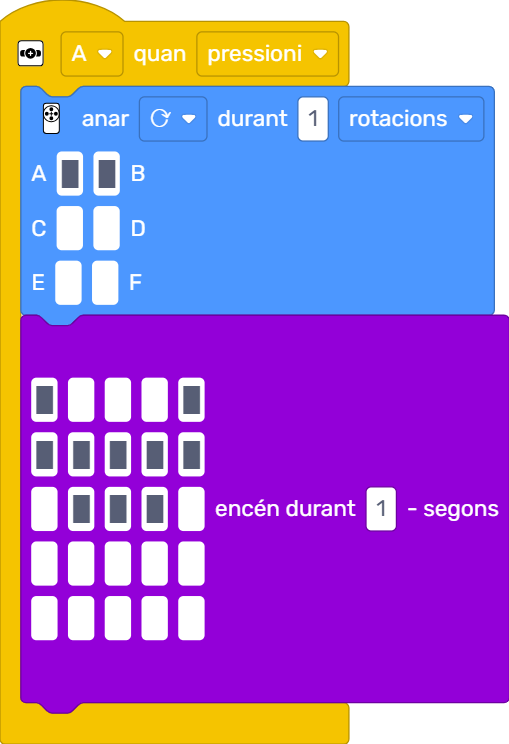 A quan pressioni
anar durant 1 rotacions
A B
C D
E F
encén durant 1 - segons